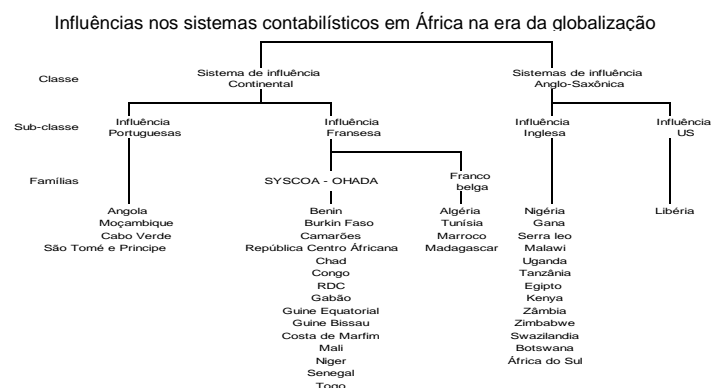 Influências nos sistemas contabilísticos em África na era da globalização
Classe
Sistema de influência
Continental
Sistemas de influência
Anglo-Saxônica
Sub-classe
Influência
Portuguesas
Influência
Fransesa
Influência
Inglesa
Influência
US
Famílias
SYSCOA - OHADA
Franco
belga
Angola
Moçambique
Cabo Verde
São Tomé e Principe
Benin
Burkin Faso
Camarões
República Centro Áfricana
Chad
Congo
RDC
Gabão
Guine Equatorial
Guine Bissau
Costa de Marfim
Mali
Niger
Senegal
Togo
Algéria
Tunísia
Marroco
Madagascar
Nigéria
Gana
Serra leo
Malawi
Uganda
Tanzânia
Egipto
Kenya
Zâmbia
Zimbabwe
Swazilandia
Botswana
África do Sul
Libéria